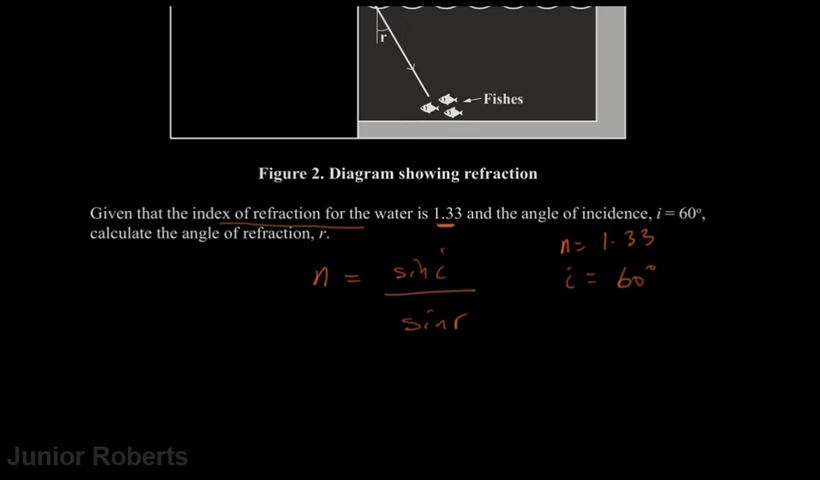 r
Fishes
Figure 2. Diagram showing refraction
Given that the index of refraction for the water is 1.33 and the angle of incidence, i = 60°,
calculate the angle of refraction, r.
n = sin i
sin r
n = 1.33
i = 60°
Junior Roberts